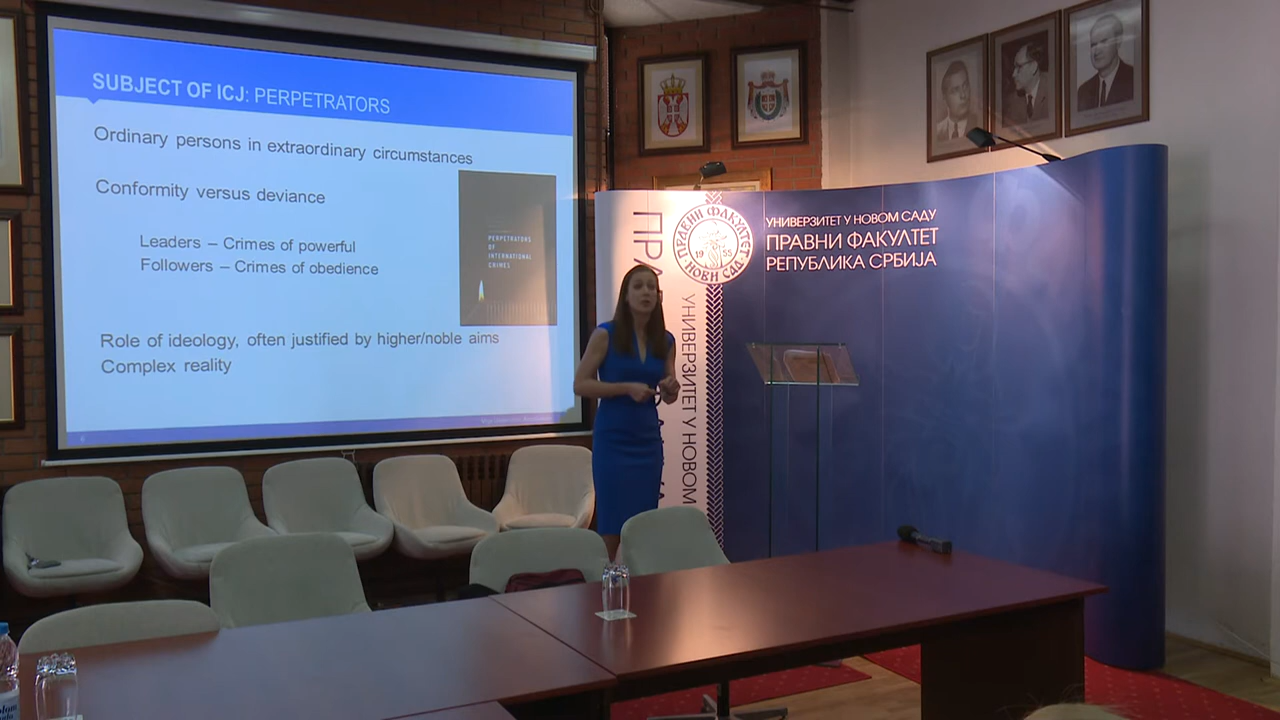 SUBJECT OF ICJ: PERPETRATORS
Ordinary persons in extraordinary circumstances
Conformity versus deviance
Leaders – Crimes of powerful
Followers – Crimes of obedience
Role of ideology, often justified by higher/noble aims
Complex reality
PERPETRATORS
OF
INTERNATIONAL
CRIMES
ПРАВНИ ФАКУЛТЕТ
19 55
НОВИ САД
УНИВЕРЗИТЕТ У НОВОМ САДУ
ПРАВНИ ФАКУЛТЕТ
РЕПУБЛИКА СРБИЈА
УНИВЕРЗИТЕТ У НОВОМ